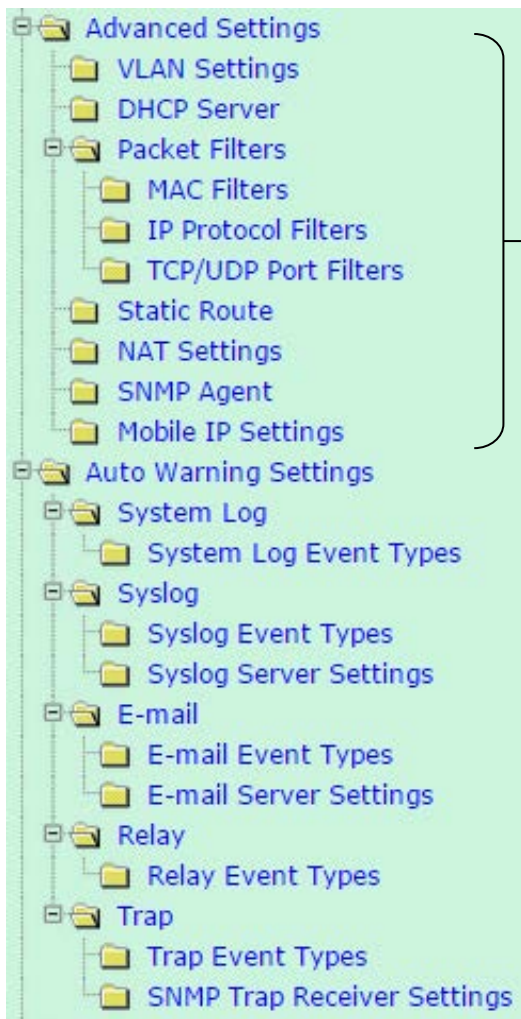 Advanced Settings
VLAN Settings
DHCP Server
Packet Filters
MAC Filters
IP Protocol Filters
TCP/UDP Port Filters
Static Route
NAT Settings
SNMP Agent
Mobile IP Settings
Auto Warning Settings
System Log
System Log Event Types
Syslog
Syslog Event Types
Syslog Server Settings
E-mail
E-mail Event Types
E-mail Server Settings
Relay
Relay Event Types
Trap
Trap Event Types
SNMP Trap Receiver Settings